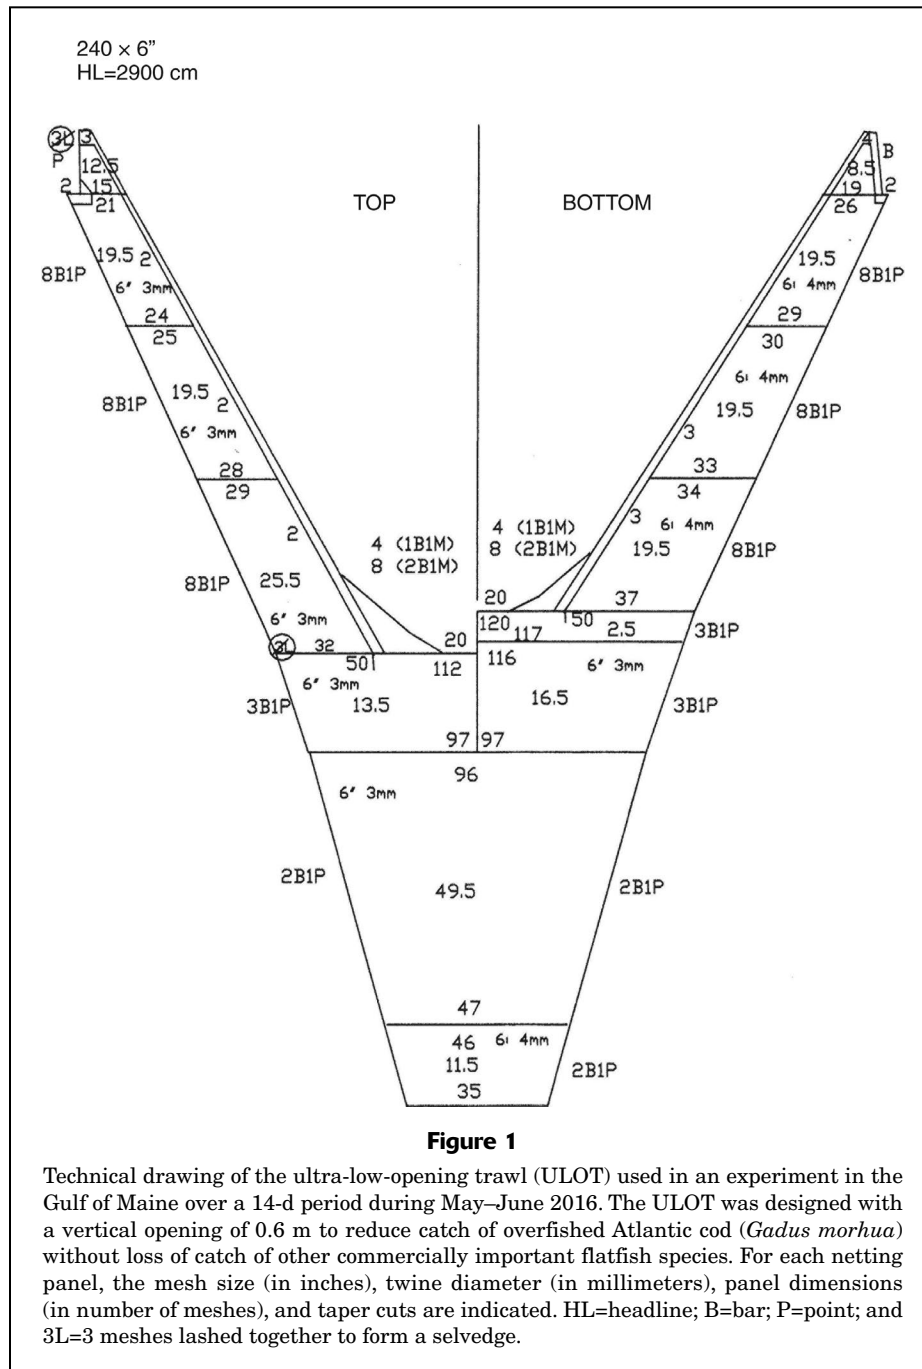 240 × 6”
HL=2900 cm
3L 3 4
P 12.5 8.5 B
2 15 19 2
21 TOP BOTTOM 26
19.5 2 19.5
8B1P 6" 3mm 6ı 4mm 8B1P
24 29
25 30
19.5 2 6ı 4mm
8B1P 6" 3mm 19.5 8B1P
3
28 33
29 34
2 4 (1B1M) 4 (1B1M) 3 6ı 4mm
8 (2B1M) 8 (2B1M) 19.5 8B1P
8B1P 25.5
6" 3mm 20 37
120 117 50 2.5 3B1P
3L 32 20
50 112 116 6" 3mm
6" 3mm
3B1P 13.5 16.5 3B1P
97 97
96
6" 3mm
2B1P 49.5 2B1P
47
46 6ı 4mm
11.5 2B1P
35
Figure 1
Technical drawing of the ultra-low-opening trawl (ULOT) used in an experiment in the
Gulf of Maine over a 14-d period during May–June 2016. The ULOT was designed with
a vertical opening of 0.6 m to reduce catch of overfished Atlantic cod (Gadus morhua)
without loss of catch of other commercially important flatfish species. For each netting
panel, the mesh size (in inches), twine diameter (in millimeters), panel dimensions
(in number of meshes), and taper cuts are indicated. HL=headline; B=bar; P=point; and
3L=3 meshes lashed together to form a selvedge.